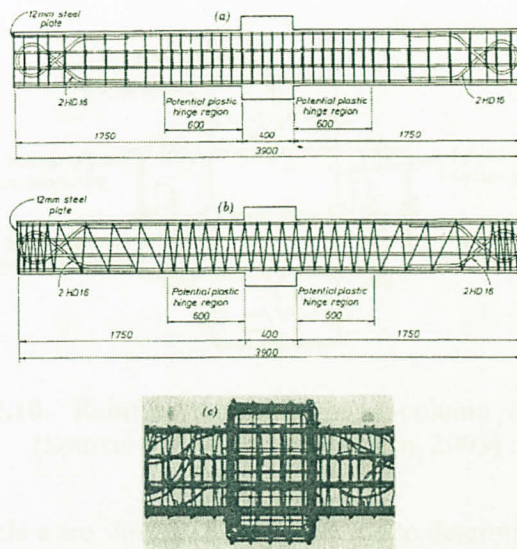 (a)
12mm steel
plate
2 HD 16
2 HD 16
Potential plastic
hinge region
600
Potential plastic
hinge region
600
1750
400
1750
3900
(b)
12mm steel
plate
2 HD 16
2 HD 16
Potential plastic
hinge region
600
Potential plastic
hinge region
1750
400
1750
3900
(c)